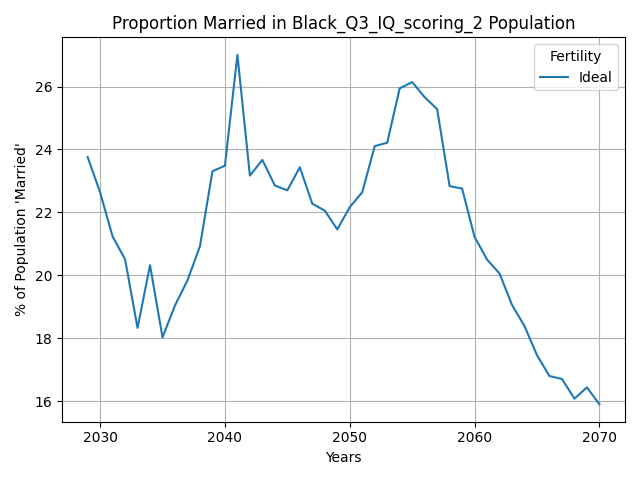 Proportion Married in Black_Q3_IQ_scoring_2 Population
Fertility
Ideal
% of Population 'Married'
26
24
22
20
18
16
2030 2040 2050 2060 2070
Years